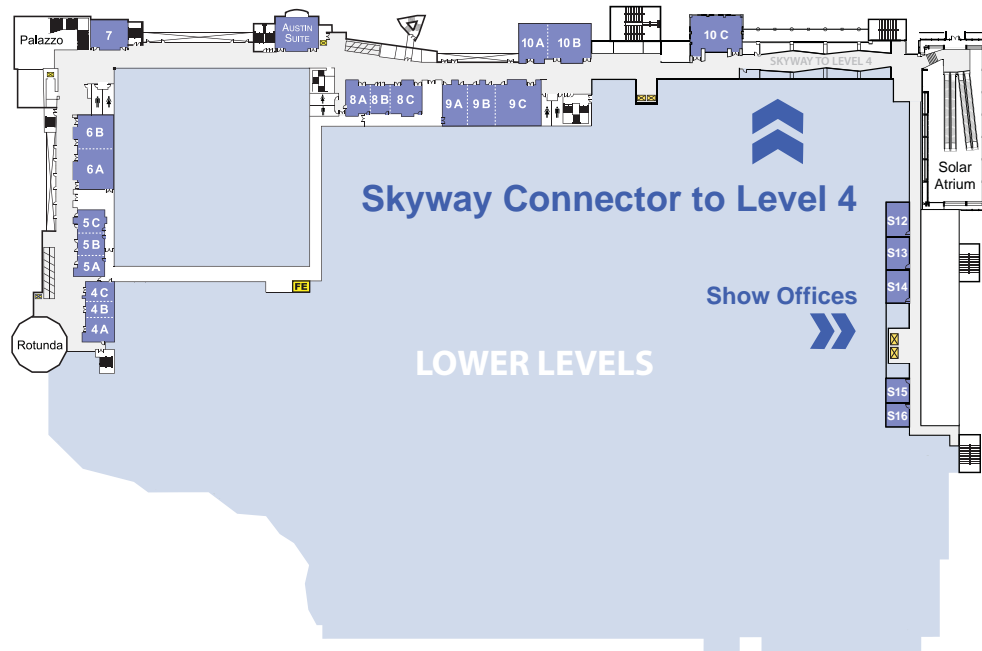 7
AUSTIN
SUITE
10 A
10 B
10 C
Palazzo
SKYWAY TO LEVEL 4
8 A
8 B
8 C
9 A
9 B
9 C
6 B
6 A
Solar
Atrium
Skyway Connector to Level 4
5 C
5 B
5 A
S12
S13
S14
4 C
4 B
4 A
FE
Show Offices
Rotunda
LOWER LEVELS
S15
S16